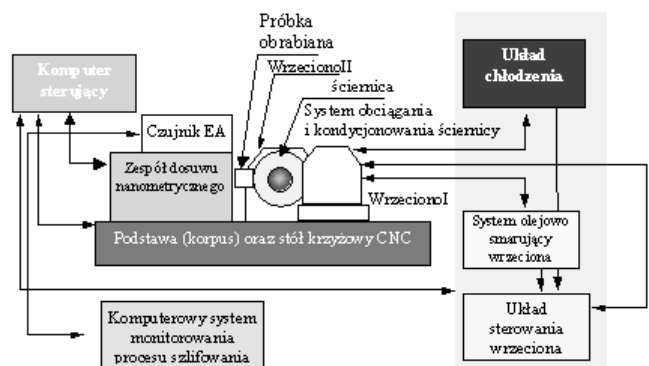 Próbka
obrabiana
WrzecionoII
ściernica
System obciągania
i kondycjonowania ściernicy
Komputer
sterujący
Czujnik EA
Zespół dosuwu
nanometrycznego
WrzecionoI
Podstawa (korpus) oraz stół krzyżowy CNC
Komputerowy system
monitorowania
procesu szlifowania
Układ
chłodzenia
System olejowo
smarujący
wrzeciona
Układ
sterowania
wrzeciona